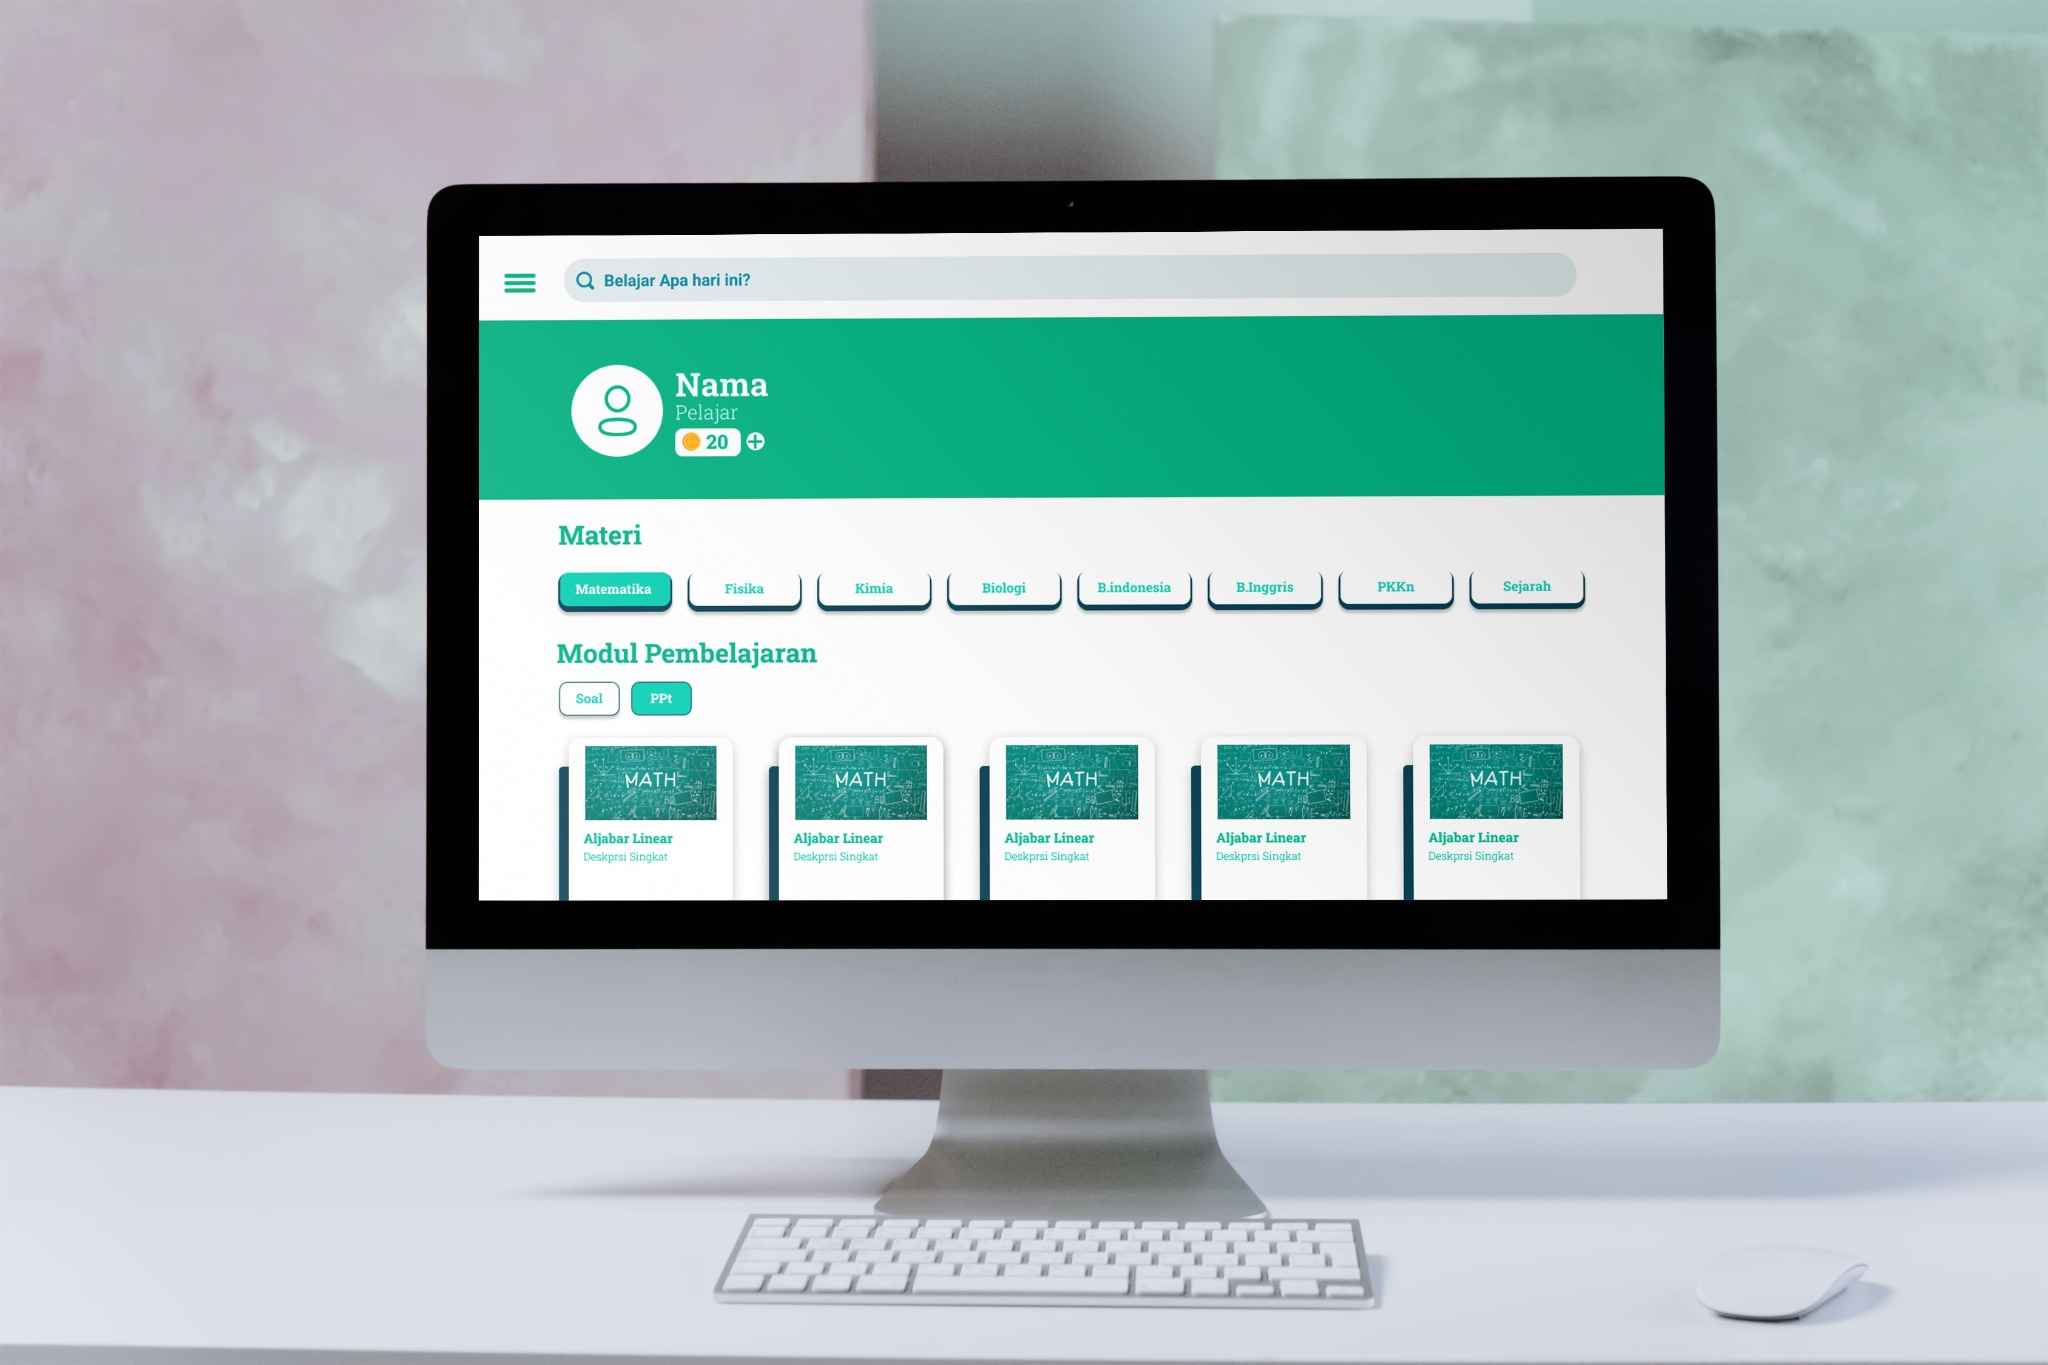 Belajar Apa hari ini?
Nama
Pelajar
20
Materi
Matematika Fisika Kimia Biologi B.indonesia B.Inggris PKKn Sejarah
Modul Pembelajaran
Soal PPt
MATH MATH MATH MATH MATH
Aljabar Linear Aljabar Linear Aljabar Linear Aljabar Linear Aljabar Linear
Deskprsi Singkat Deskprsi Singkat Deskprsi Singkat Deskprsi Singkat Deskprsi Singkat